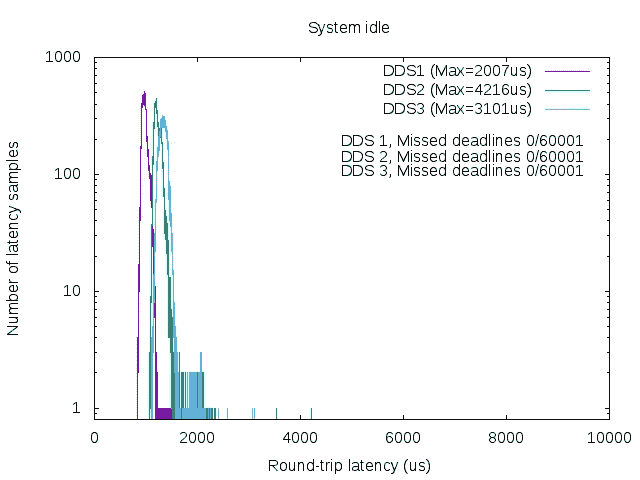 System idle
1000
100
10
1
Number of latency samples
DDS1 (Max=2007us)
DDS2 (Max=4216us)
DDS3 (Max=3101us)
DDS 1, Missed deadlines 0/60001
DDS 2, Missed deadlines 0/60001
DDS 3, Missed deadlines 0/60001
0 2000 4000 6000 8000 10000
Round-trip latency (us)